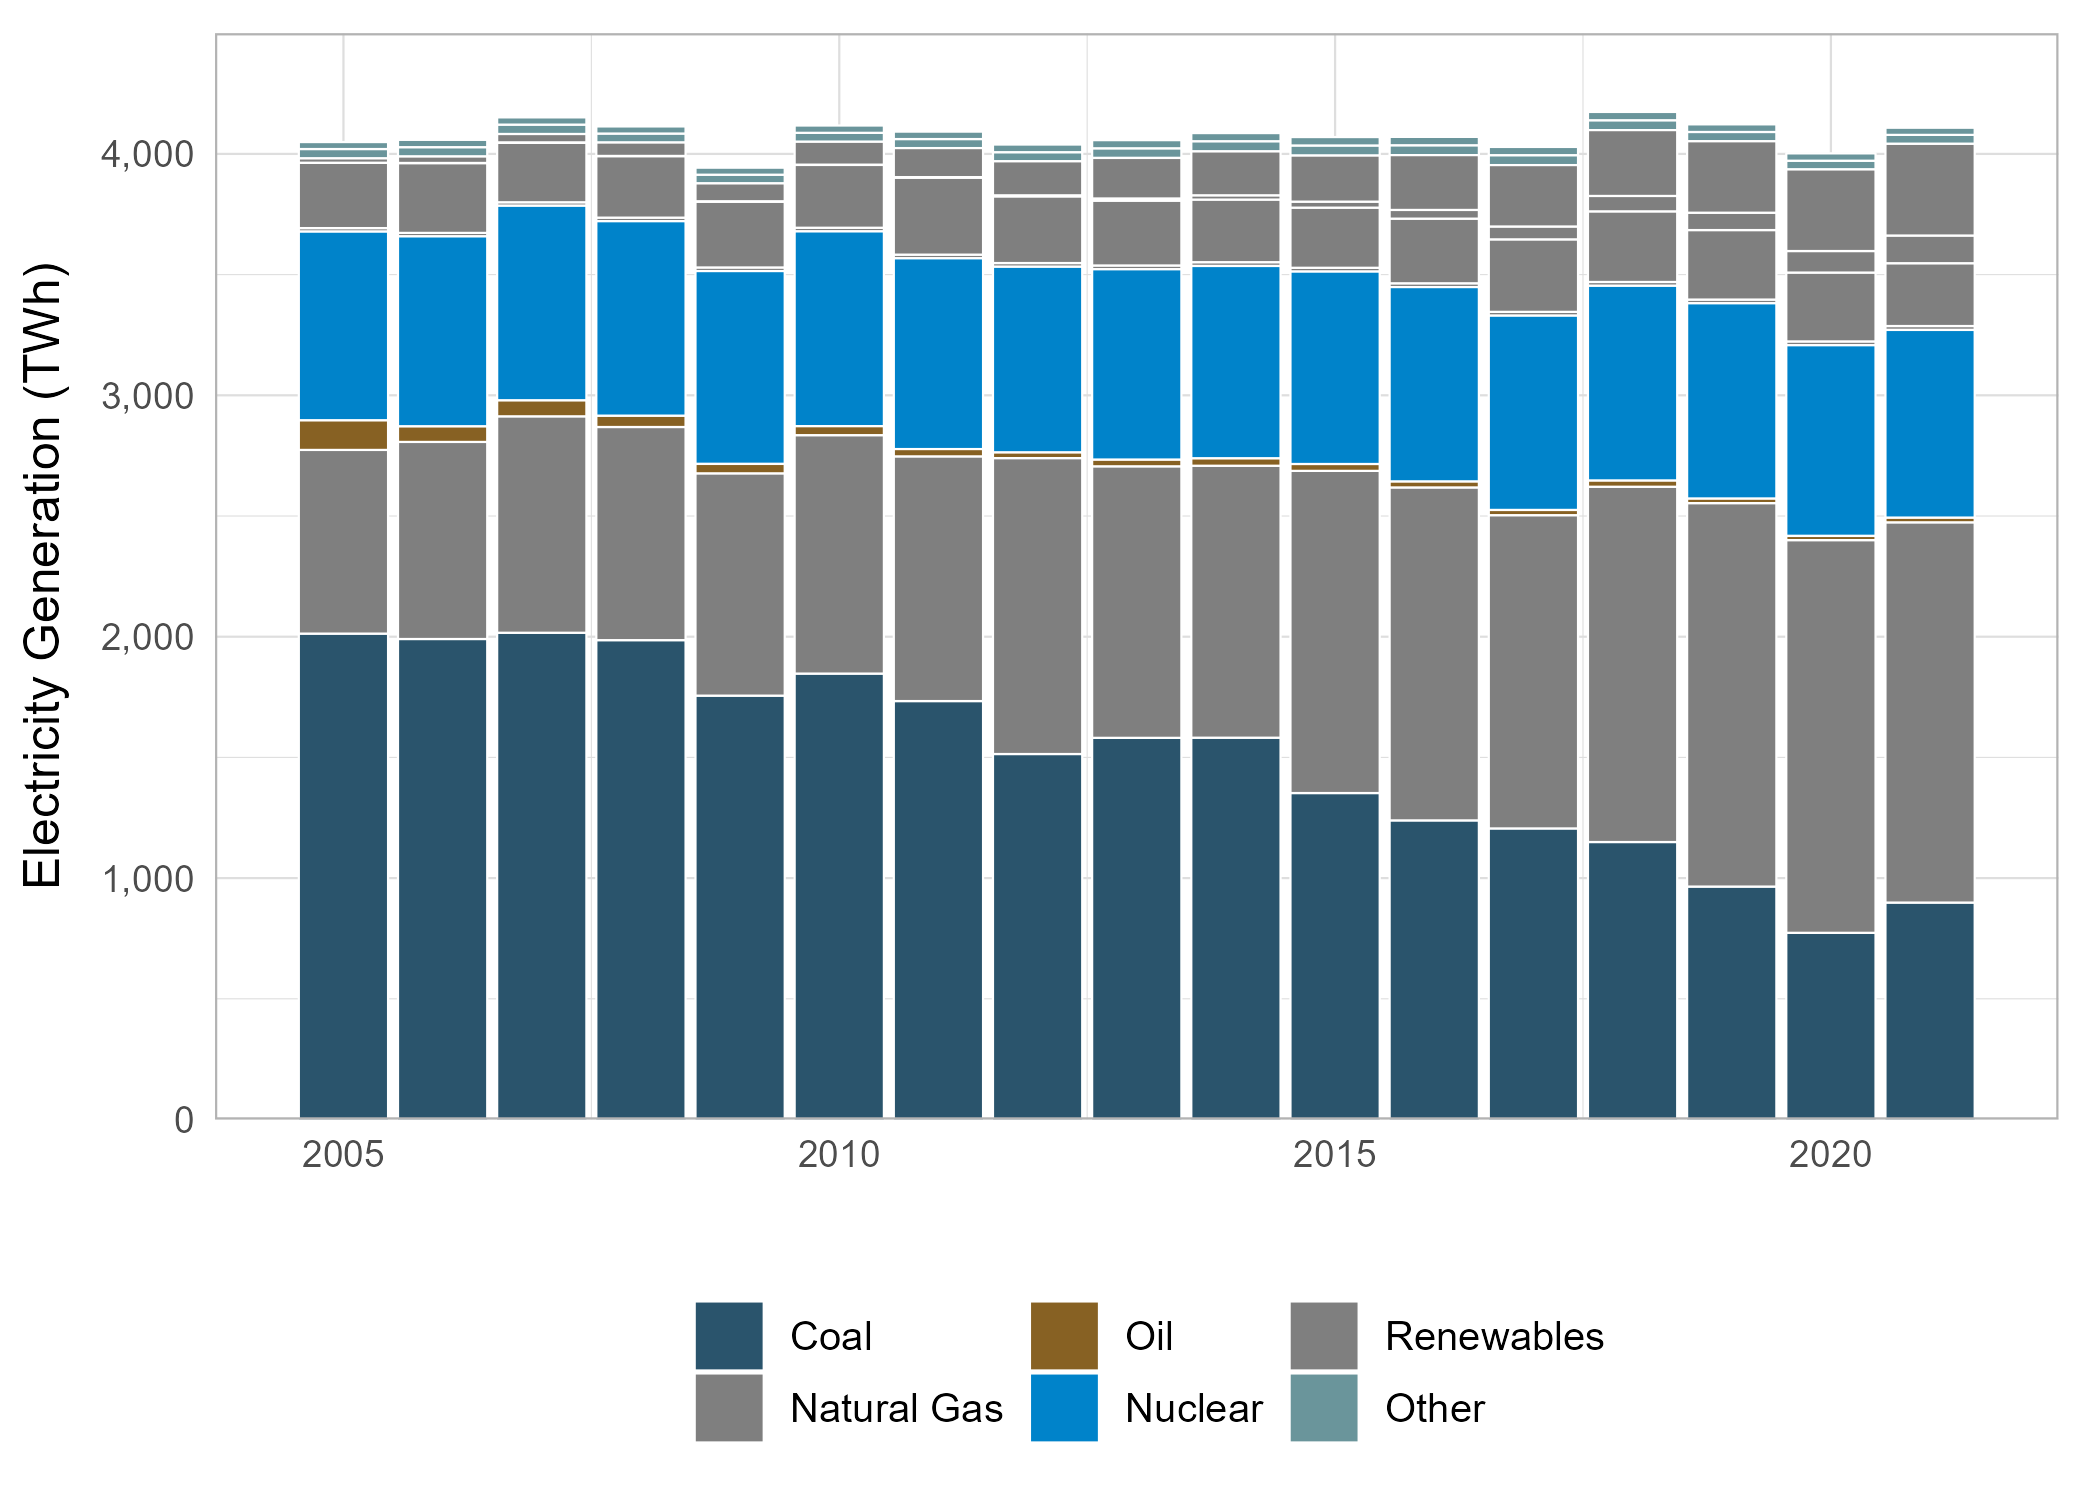 Electricity Generation (TWh)
4,000
3,000
2,000
1,000
0
2005 2010 2015 2020
Coal Oil Renewables
Natural Gas Nuclear Other